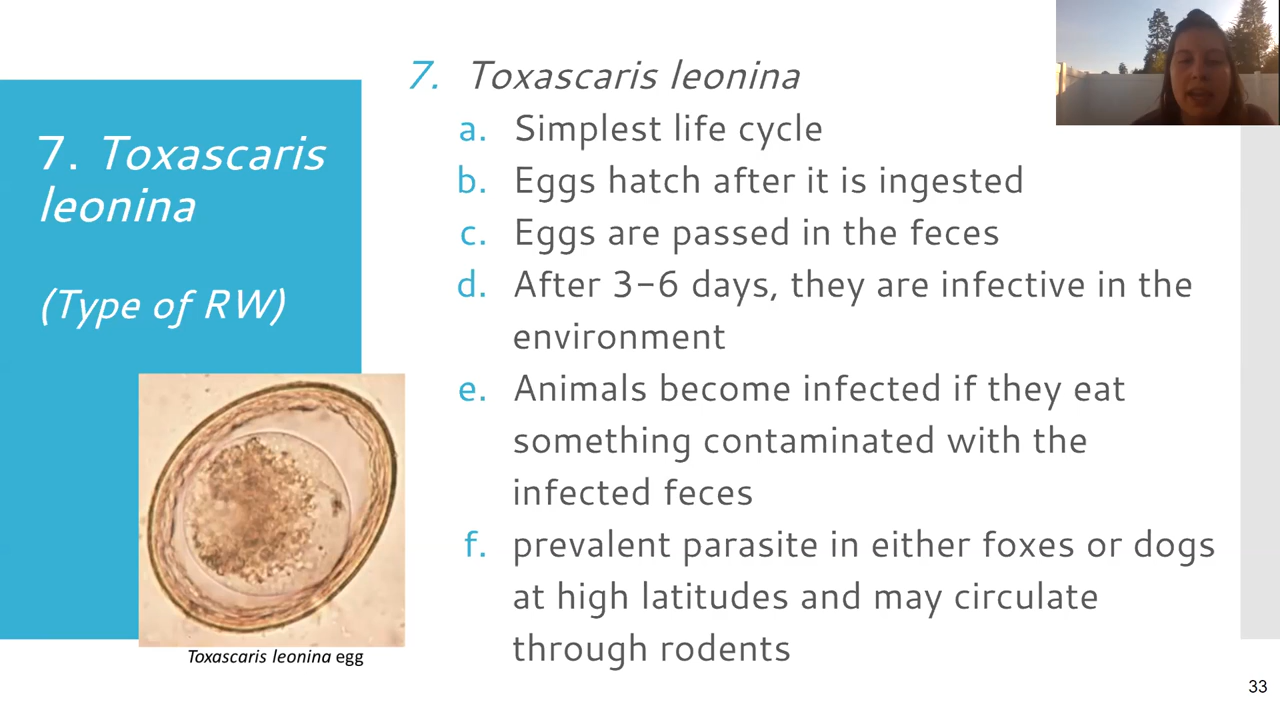 7. Toxascaris
leonina
(Type of RW)
7. Toxascaris leonina
a. Simplest life cycle
b. Eggs hatch after it is ingested
c. Eggs are passed in the feces
d. After 3-6 days, they are infective in the
environment
e. Animals become infected if they eat
something contaminated with the
infected feces
f. prevalent parasite in either foxes or dogs
at high latitudes and may circulate
through rodents
Toxascaris leonina egg
33